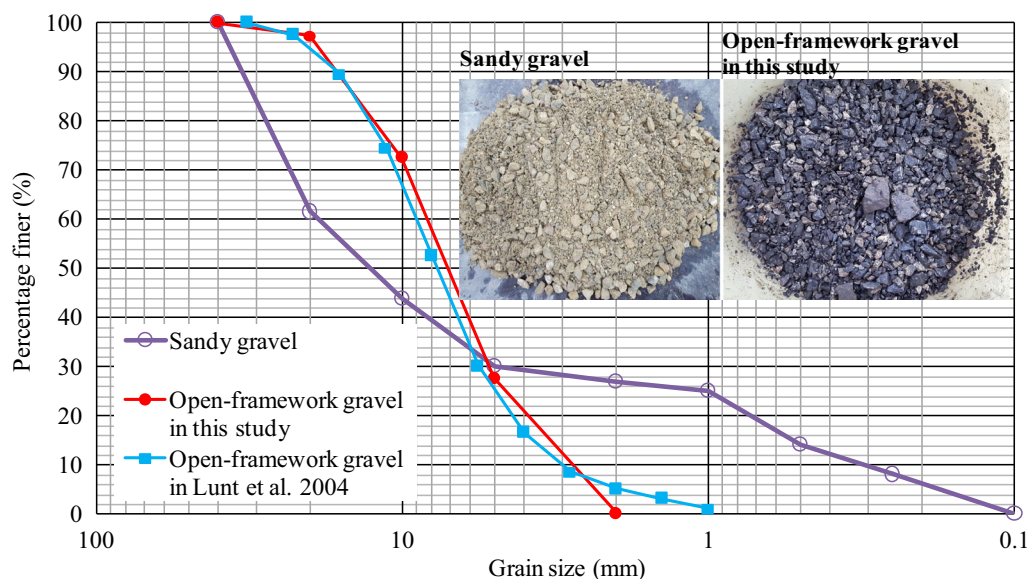 100
90
80
70
60
50
40
30
20
10
0
Percentage finer (%)
Sandy gravel
Open-framework gravel
in this study
Sandy gravel
Open-framework gravel
in this study
Open-framework gravel
in Lunt et al. 2004
100
10
1
0.1
Grain size (mm)